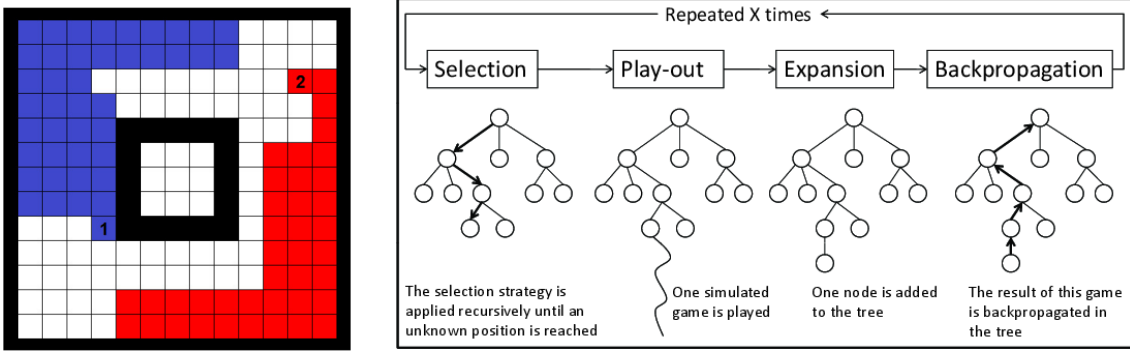 2
1
Repeated X times
Selection
Play-out
Expansion
Backpropagation
The selection strategy is
applied recursively until an
unknown position is reached
One simulated
game is played
One node is added
to the tree
The result of this game
is backpropagated in
the tree